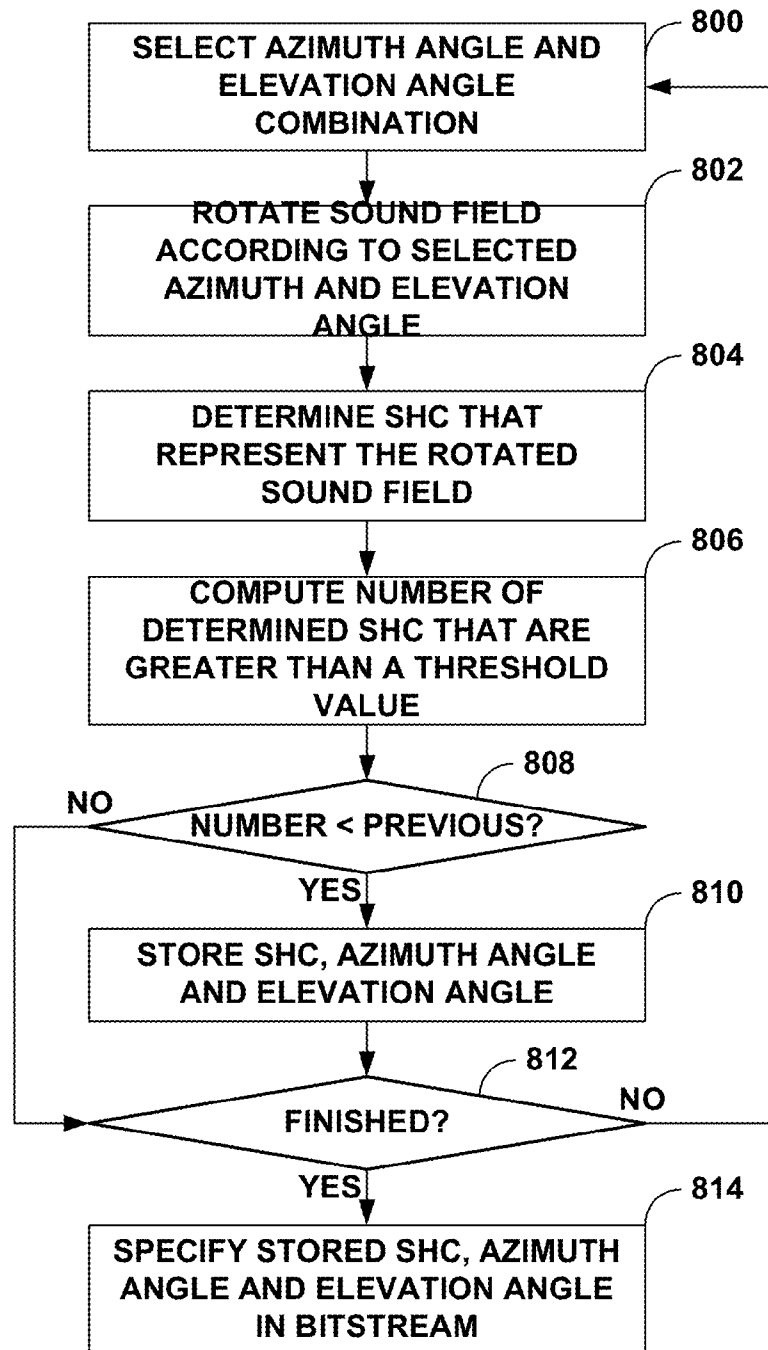 800
SELECT AZIMUTH ANGLE AND
ELEVATION ANGLE
COMBINATION
802
ROTATE SOUND FIELD
ACCORDING TO SELECTED
AZIMUTH AND ELEVATION
ANGLE
804
DETERMINE SHC THAT
REPRESENT THE ROTATED
SOUND FIELD
806
COMPUTE NUMBER OF
DETERMINED SHC THAT ARE
GREATER THAN A THRESHOLD
VALUE
808
NO
NUMBER < PREVIOUS?
YES
810
STORE SHC, AZIMUTH ANGLE
AND ELEVATION ANGLE
812
FINISHED?
NO
YES
814
SPECIFY STORED SHC, AZIMUTH
ANGLE AND ELEVATION ANGLE
IN BITSTREAM